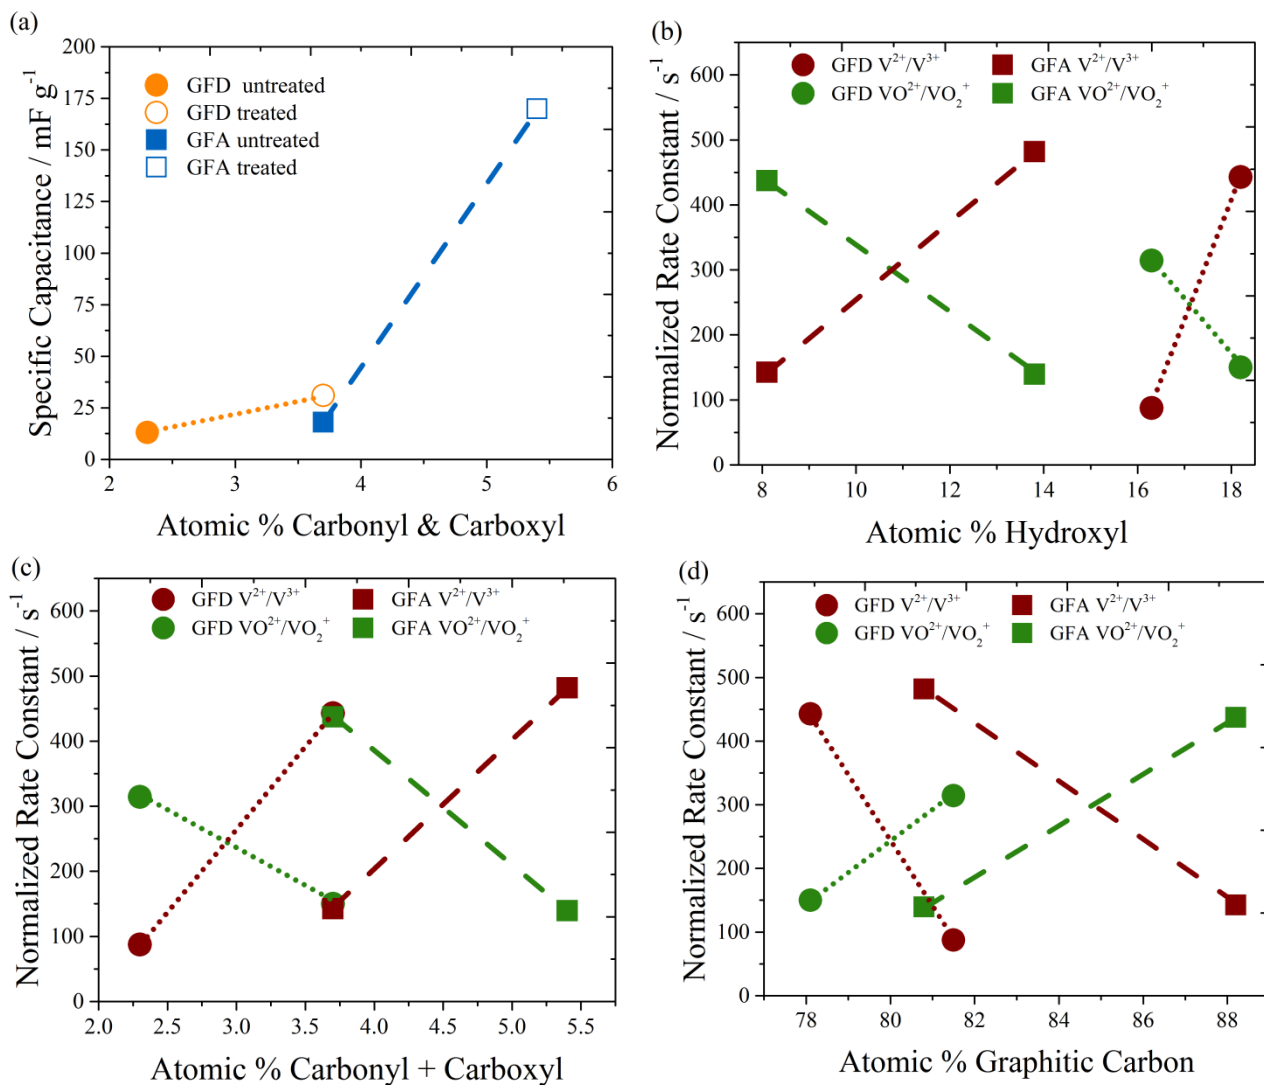 (a)
200
175
150
125
100
75
50
25
0
Specific Capacitance / mF g⁻¹
GFD untreated
GFD treated
GFA untreated
GFA treated
2 3 4 5 6
Atomic % Carbonyl & Carboxyl
(b)
600
500
400
300
200
100
0
Normalized Rate Constant / s⁻¹
GFD V²⁺/V³⁺ GFA V²⁺/V³⁺
GFD VO²⁺/VO₂⁺ GFA VO²⁺/VO₂⁺
8 10 12 14 16 18
Atomic % Hydroxyl
(c)
600
500
400
300
200
100
0
Normalized Rate Constant / s⁻¹
GFD V²⁺/V³⁺ GFA V²⁺/V³⁺
GFD VO²⁺/VO₂⁺ GFA VO²⁺/VO₂⁺
2.0 2.5 3.0 3.5 4.0 4.5 5.0 5.5
Atomic % Carbonyl + Carboxyl
(d)
600
500
400
300
200
100
0
Normalized Rate Constant / s⁻¹
GFD V²⁺/V³⁺ GFA V²⁺/V³⁺
GFD VO²⁺/VO₂⁺ GFA VO²⁺/VO₂⁺
78 80 82 84 86 88
Atomic % Graphitic Carbon